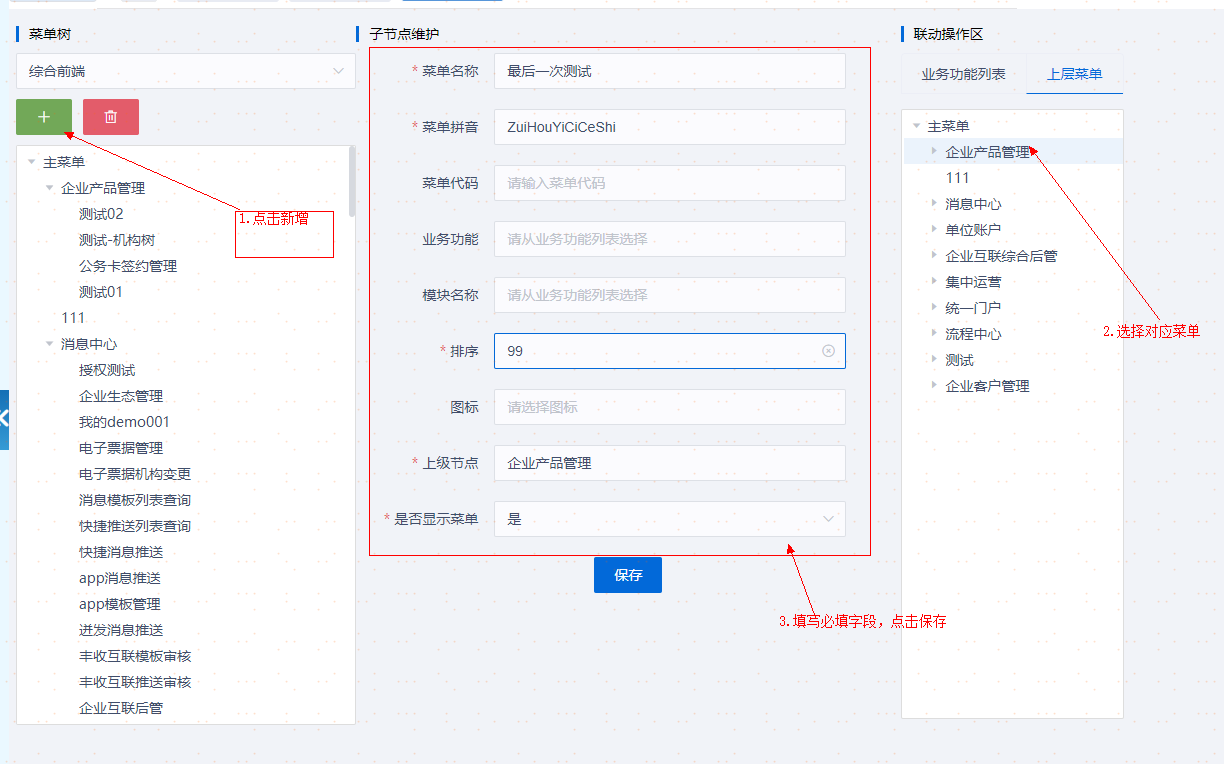 菜单树
综合前端
主菜单
企业产品管理
测试02
测试-机构树
公务卡签约管理
测试01
111
消息中心
授权测试
企业生态管理
我的demo001
电子票据管理
电子票据机构变更
消息模板列表查询
快捷推送列表查询
快捷消息推送
app消息推送
app模板管理
迸发消息推送
丰收互联模板审核
丰收互联推送审核
企业互联后管
1.点击新增
子节点维护
* 菜单名称 最后一次测试
* 菜单拼音 ZuiHouYiCiCeShi
菜单代码 请输入菜单代码
业务功能 请从业务功能列表选择
模块名称 请从业务功能列表选择
* 排序 99
图标 请选择图标
* 上级节点 企业产品管理
* 是否显示菜单 是
保存
3.填写必填字段，点击保存
联动操作区
业务功能列表 上层菜单
主菜单
企业产品管理
111
消息中心
单位账户
企业互联综合后管
集中运营
统一门户
流程中心
测试
企业客户管理
2.选择对应菜单